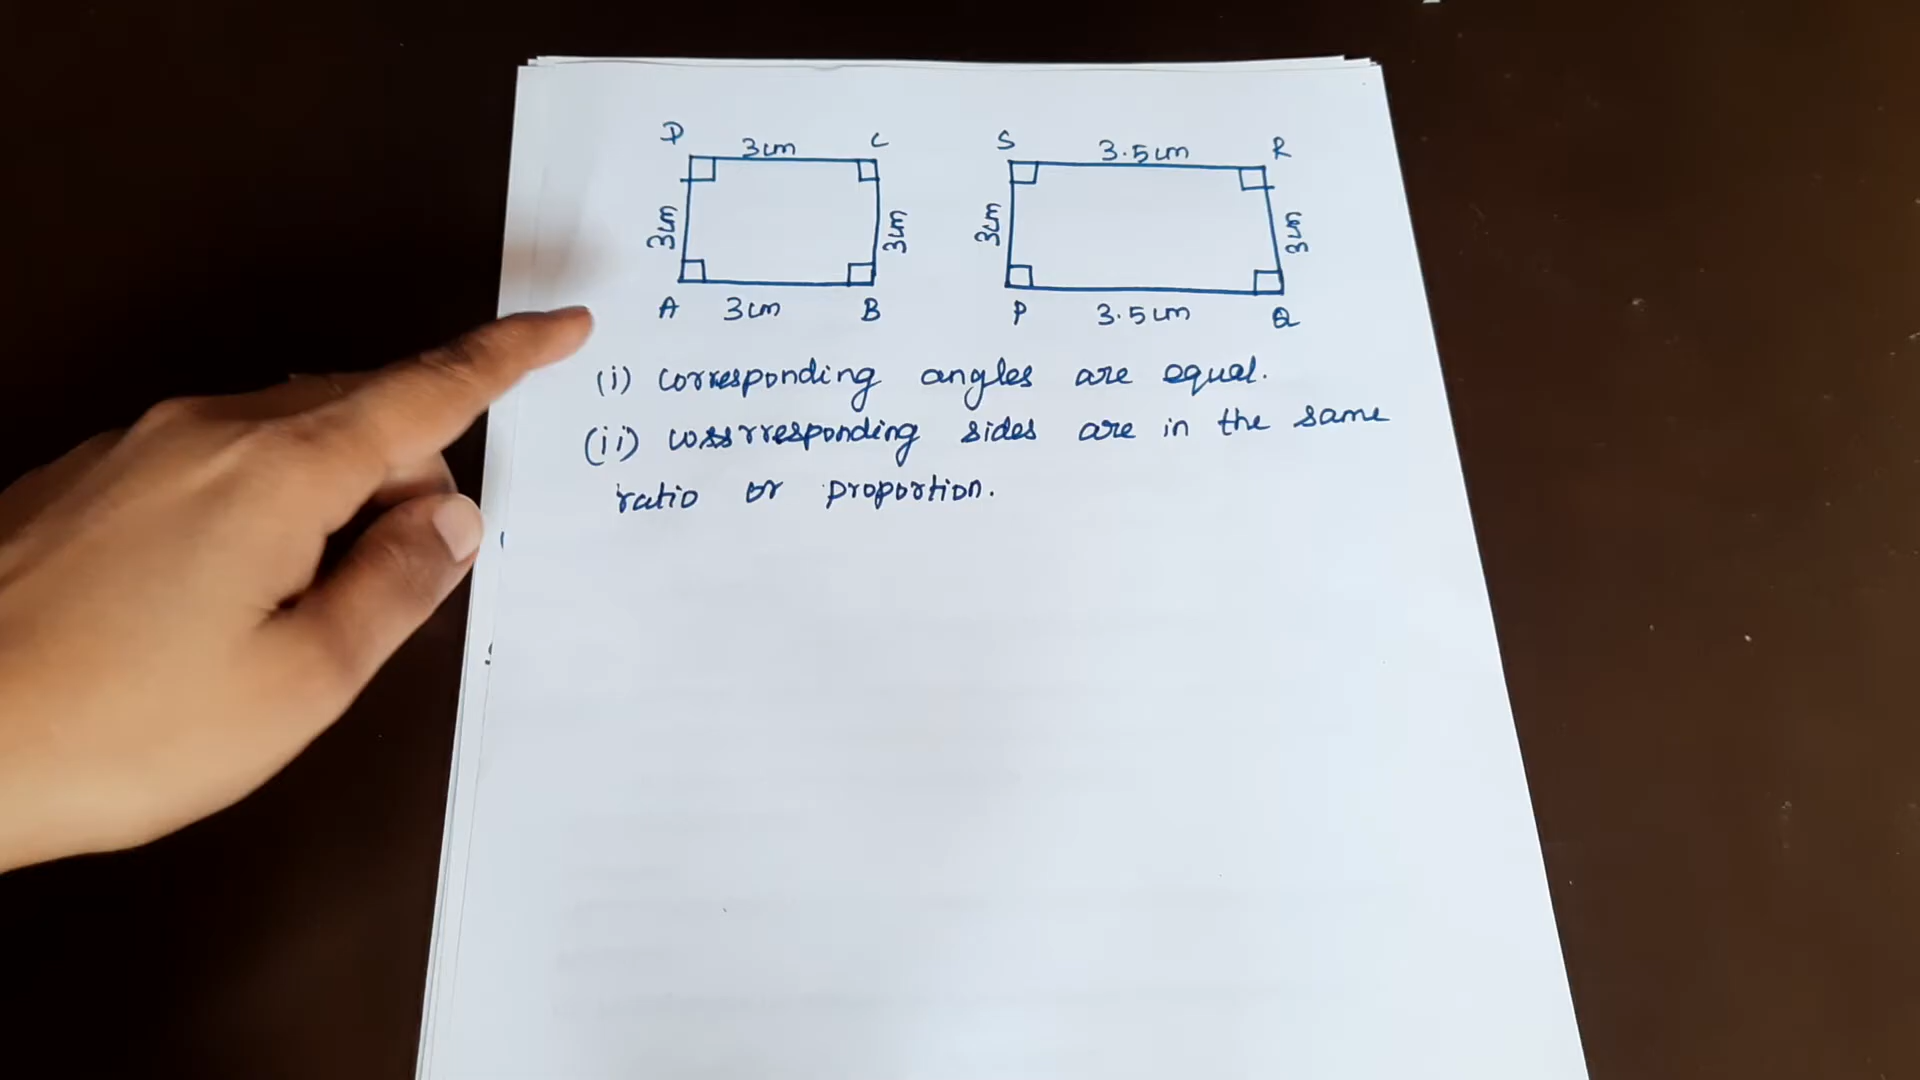 D 3cm C S 3.5cm R
3cm 3cm 3cm 3cm
A 3cm B P 3.5cm Q
(i) corresponding angles are equal.
(ii) cossrresponding sides are in the same
ratio or proportion.